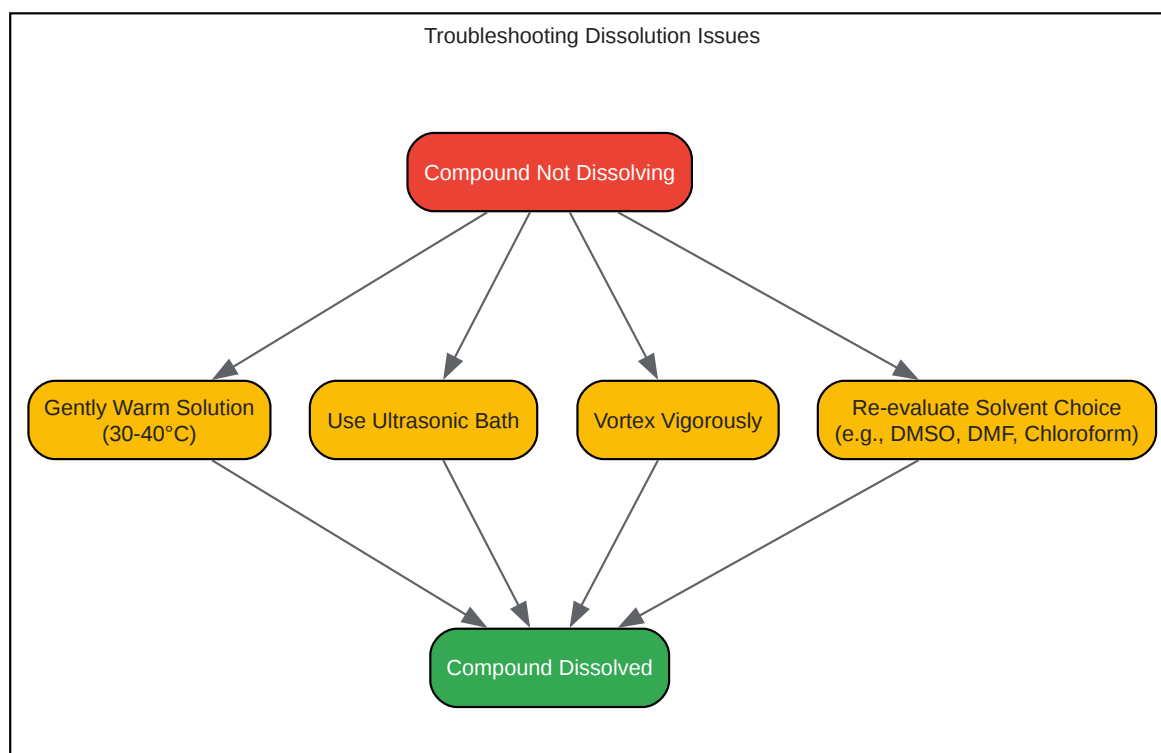 Troubleshooting Dissolution Issues
Compound Not Dissolving
Gently Warm Solution
(30-40°C)
Use Ultrasonic Bath
Vortex Vigorously
Re-evaluate Solvent Choice
(e.g., DMSO, DMF, Chloroform)
Compound Dissolved